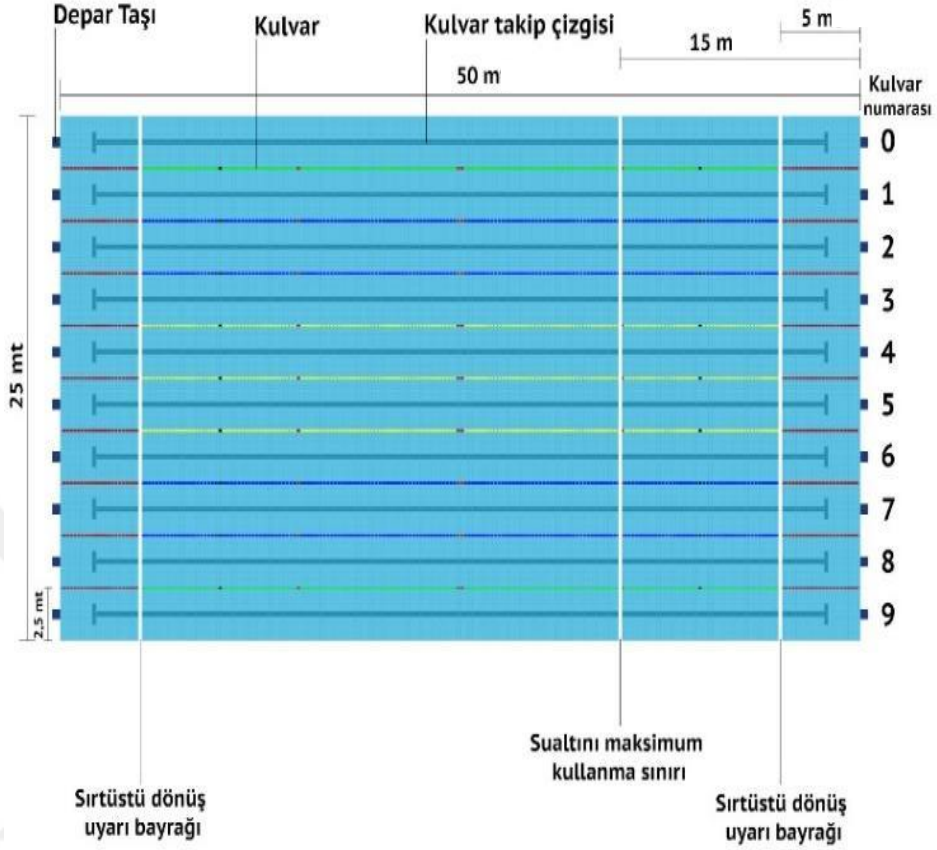 Depar Taşı
Kulvar
Kulvar takip çizgisi
5 m
15 m
50 m
Kulvar
numarası
0
1
2
3
4
5
6
7
8
9
25 mt
2,5 mt
Sualtını maksimum
kullanma sınırı
Sırtüstü dönüş
uyarı bayrağı
Sırtüstü dönüş
uyarı bayrağı